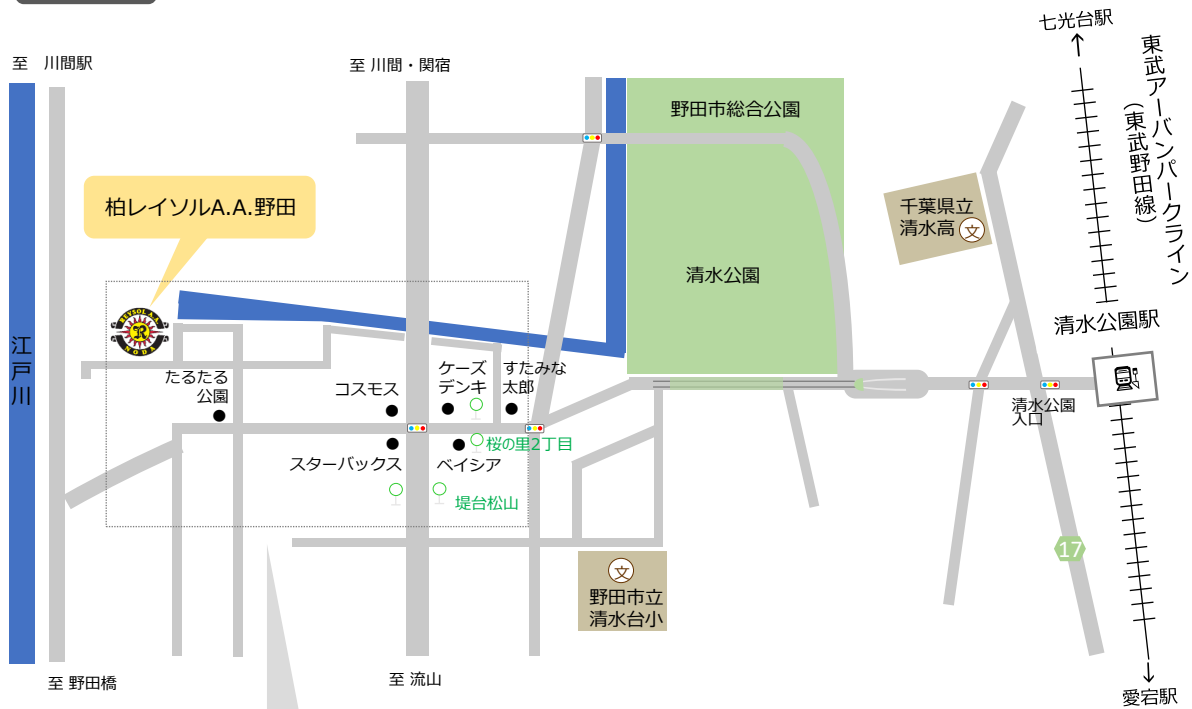 七光台駅
東武アーバンパークライン
(東武野田線)
至 川間駅
至 川間・関宿
野田市総合公園
柏レイソルA.A.野田
千葉県立
清水高
文
清水公園
REYSOL A.A.
R
NODA
江戸川
清水公園駅
たるたる
公園
コスモス
ケーズ
デンキ
すたみな
太郎
清水公園
入口
スターバックス
ベイシア
桜の里2丁目
堤台松山
17
文
野田市立
清水台小
至 野田橋
至 流山
愛宕駅